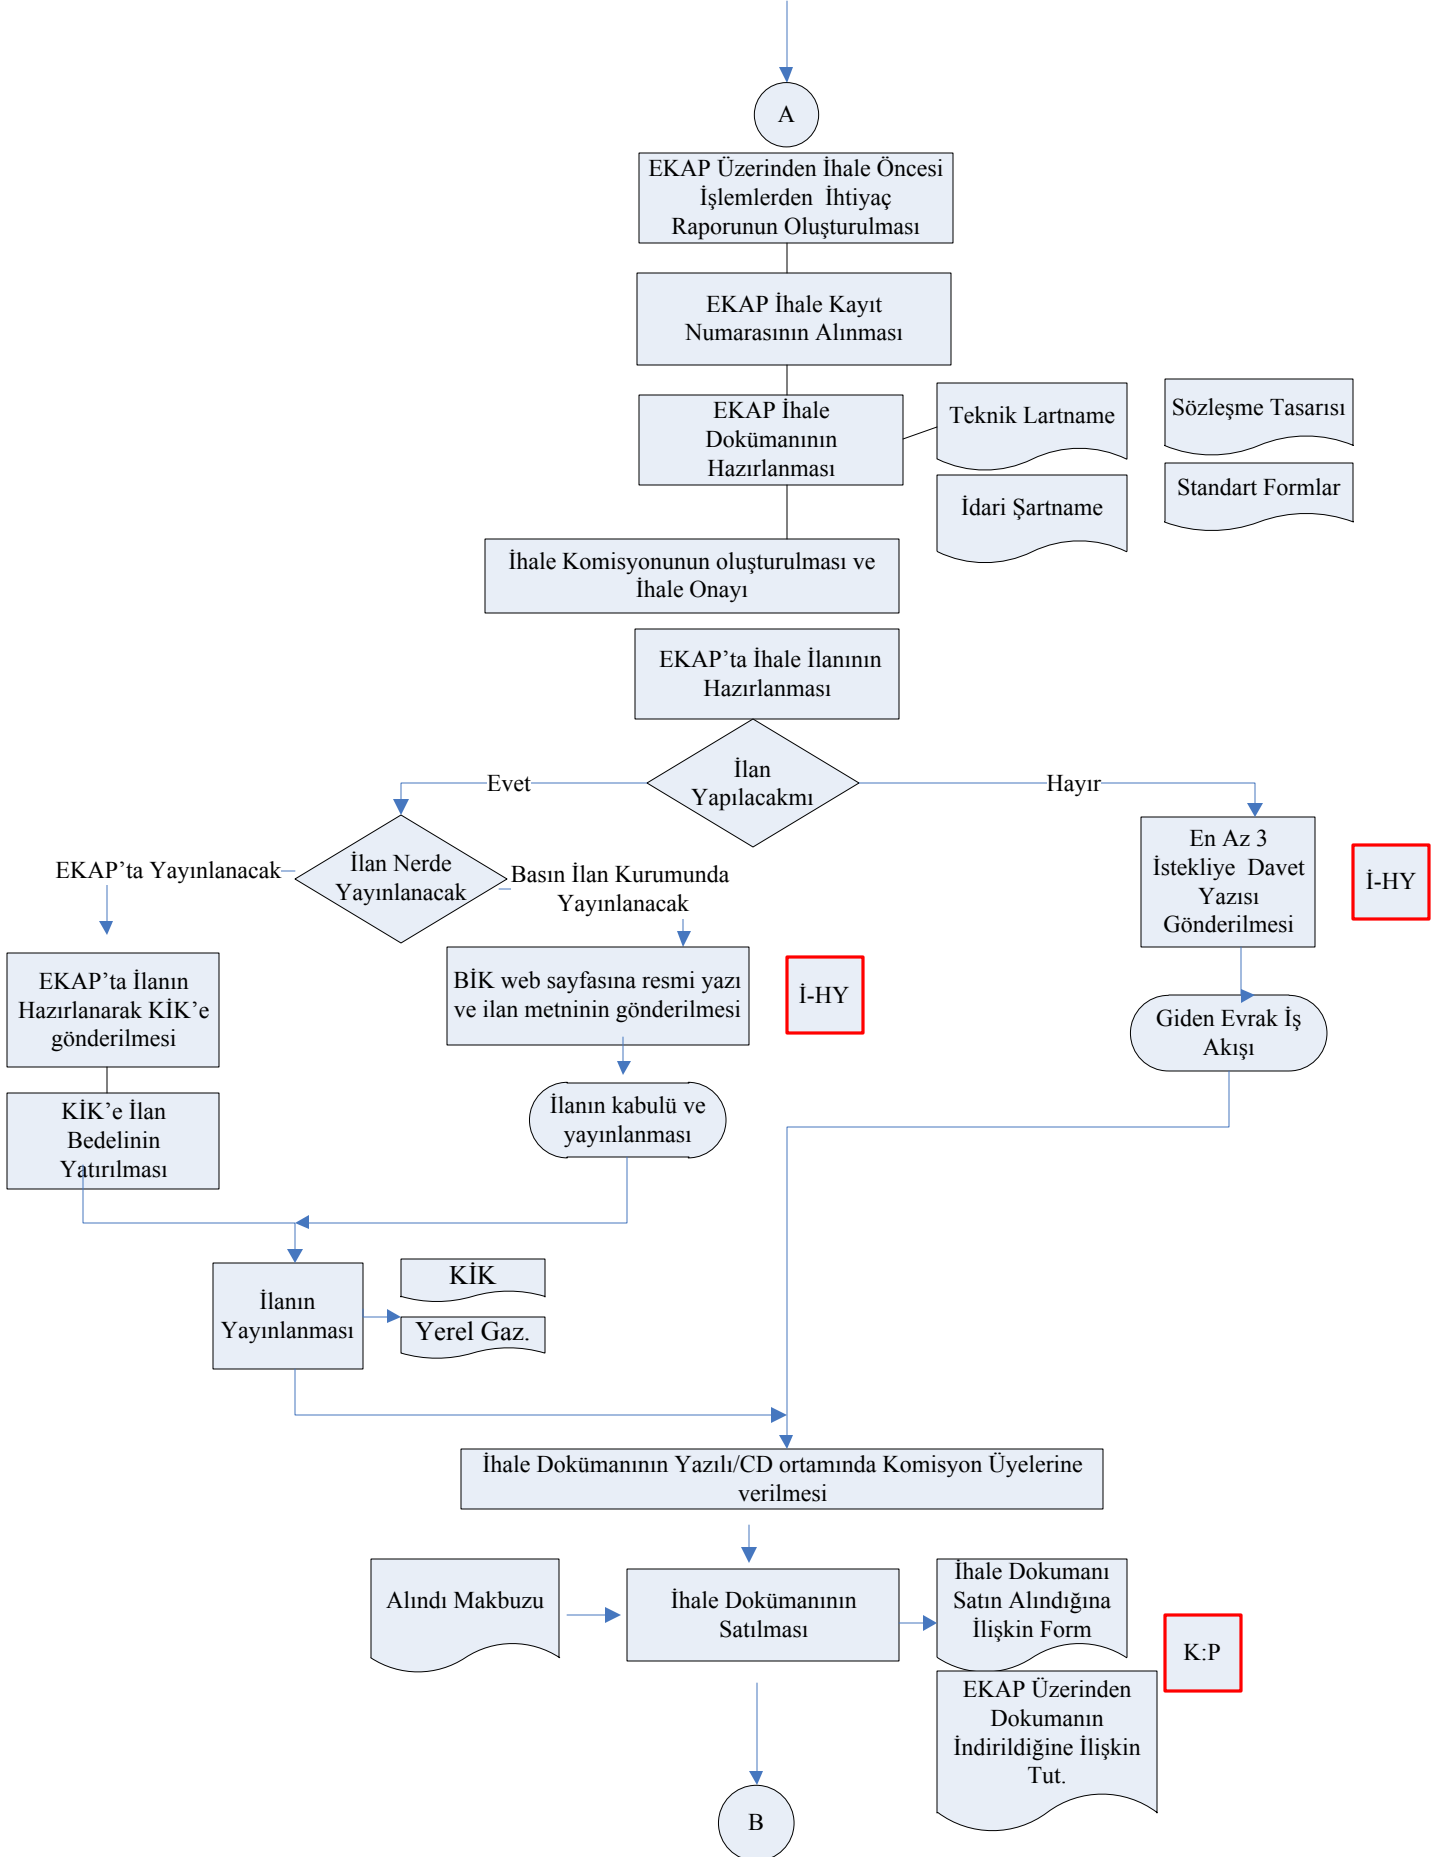 A
EKAP Üzerinden İhale Öncesi
İşlemlerden İhtiyaç
Raporunun Oluşturulması
EKAP İhale Kayıt
Numarasının Alınması
EKAP İhale
Dokümanının
Hazırlanması
Teknik Lartname
Sözleşme Tasarısı
İdari Şartname
Standart Formlar
İhale Komisyonunun oluşturulması ve
İhale Onayı
EKAP’ta İhale İlanının
Hazırlanması
İlan
Yapılacakmı
Evet
Hayır
İlan Nerde
Yayınlanacak
EKAP’ta Yayınlanacak
Basın İlan Kurumunda
Yayınlanacak
En Az 3
İstekliye Davet
Yazısı
Gönderilmesi
İ-HY
EKAP’ta İlanın
Hazırlanarak KİK’e
gönderilmesi
BİK web sayfasına resmi yazı
ve ilan metninin gönderilmesi
İ-HY
Giden Evrak İş
Akışı
KİK’e İlan
Bedelinin
Yatırılması
İlanın kabulü ve
yayınlanması
İlanın
Yayınlanması
KİK
Yerel Gaz.
İhale Dokümanının Yazılı/CD ortamında Komisyon Üyelerine
verilmesi
Alındı Makbuzu
İhale Dokümanının
Satılması
İhale Dokumanı
Satın Alındığına
İlişkin Form
K:P
EKAP Üzerinden
Dokumanın
İndirildiğine İlişkin
Tut.
B